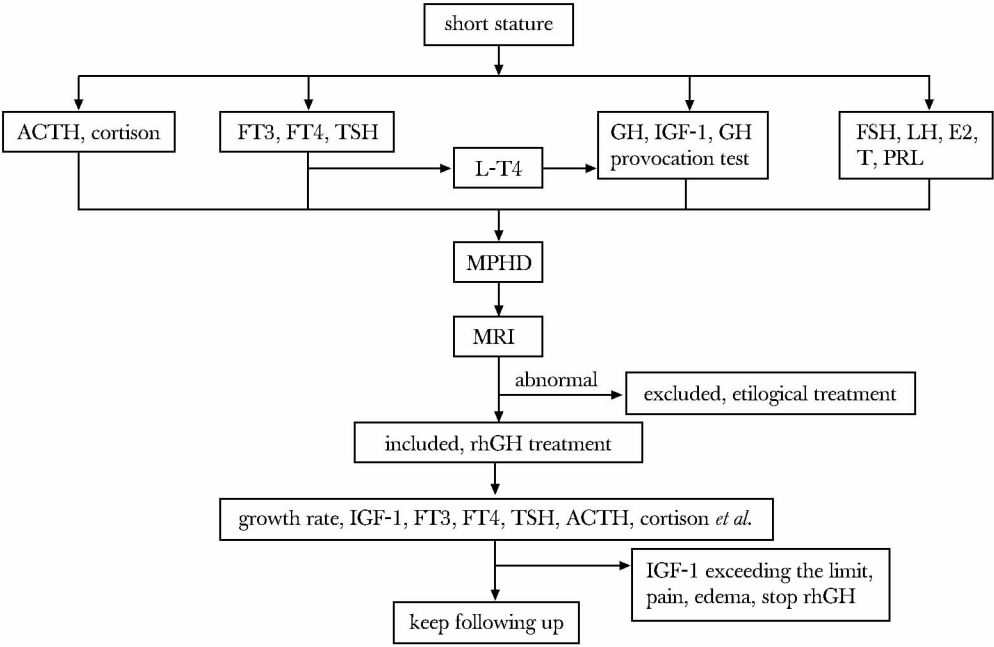 short stature
ACTH, cortison
FT3, FT4, TSH
GH, IGF-1, GH
provocation test
FSH, LH, E2,
T, PRL
L-T4
MPHD
MRI
abnormal
excluded, etilogical treatment
included, rhGH treatment
growth rate, IGF-1, FT3, FT4, TSH, ACTH, cortison et al.
IGF-1 exceeding the limit,
pain, edema, stop rhGH
keep following up